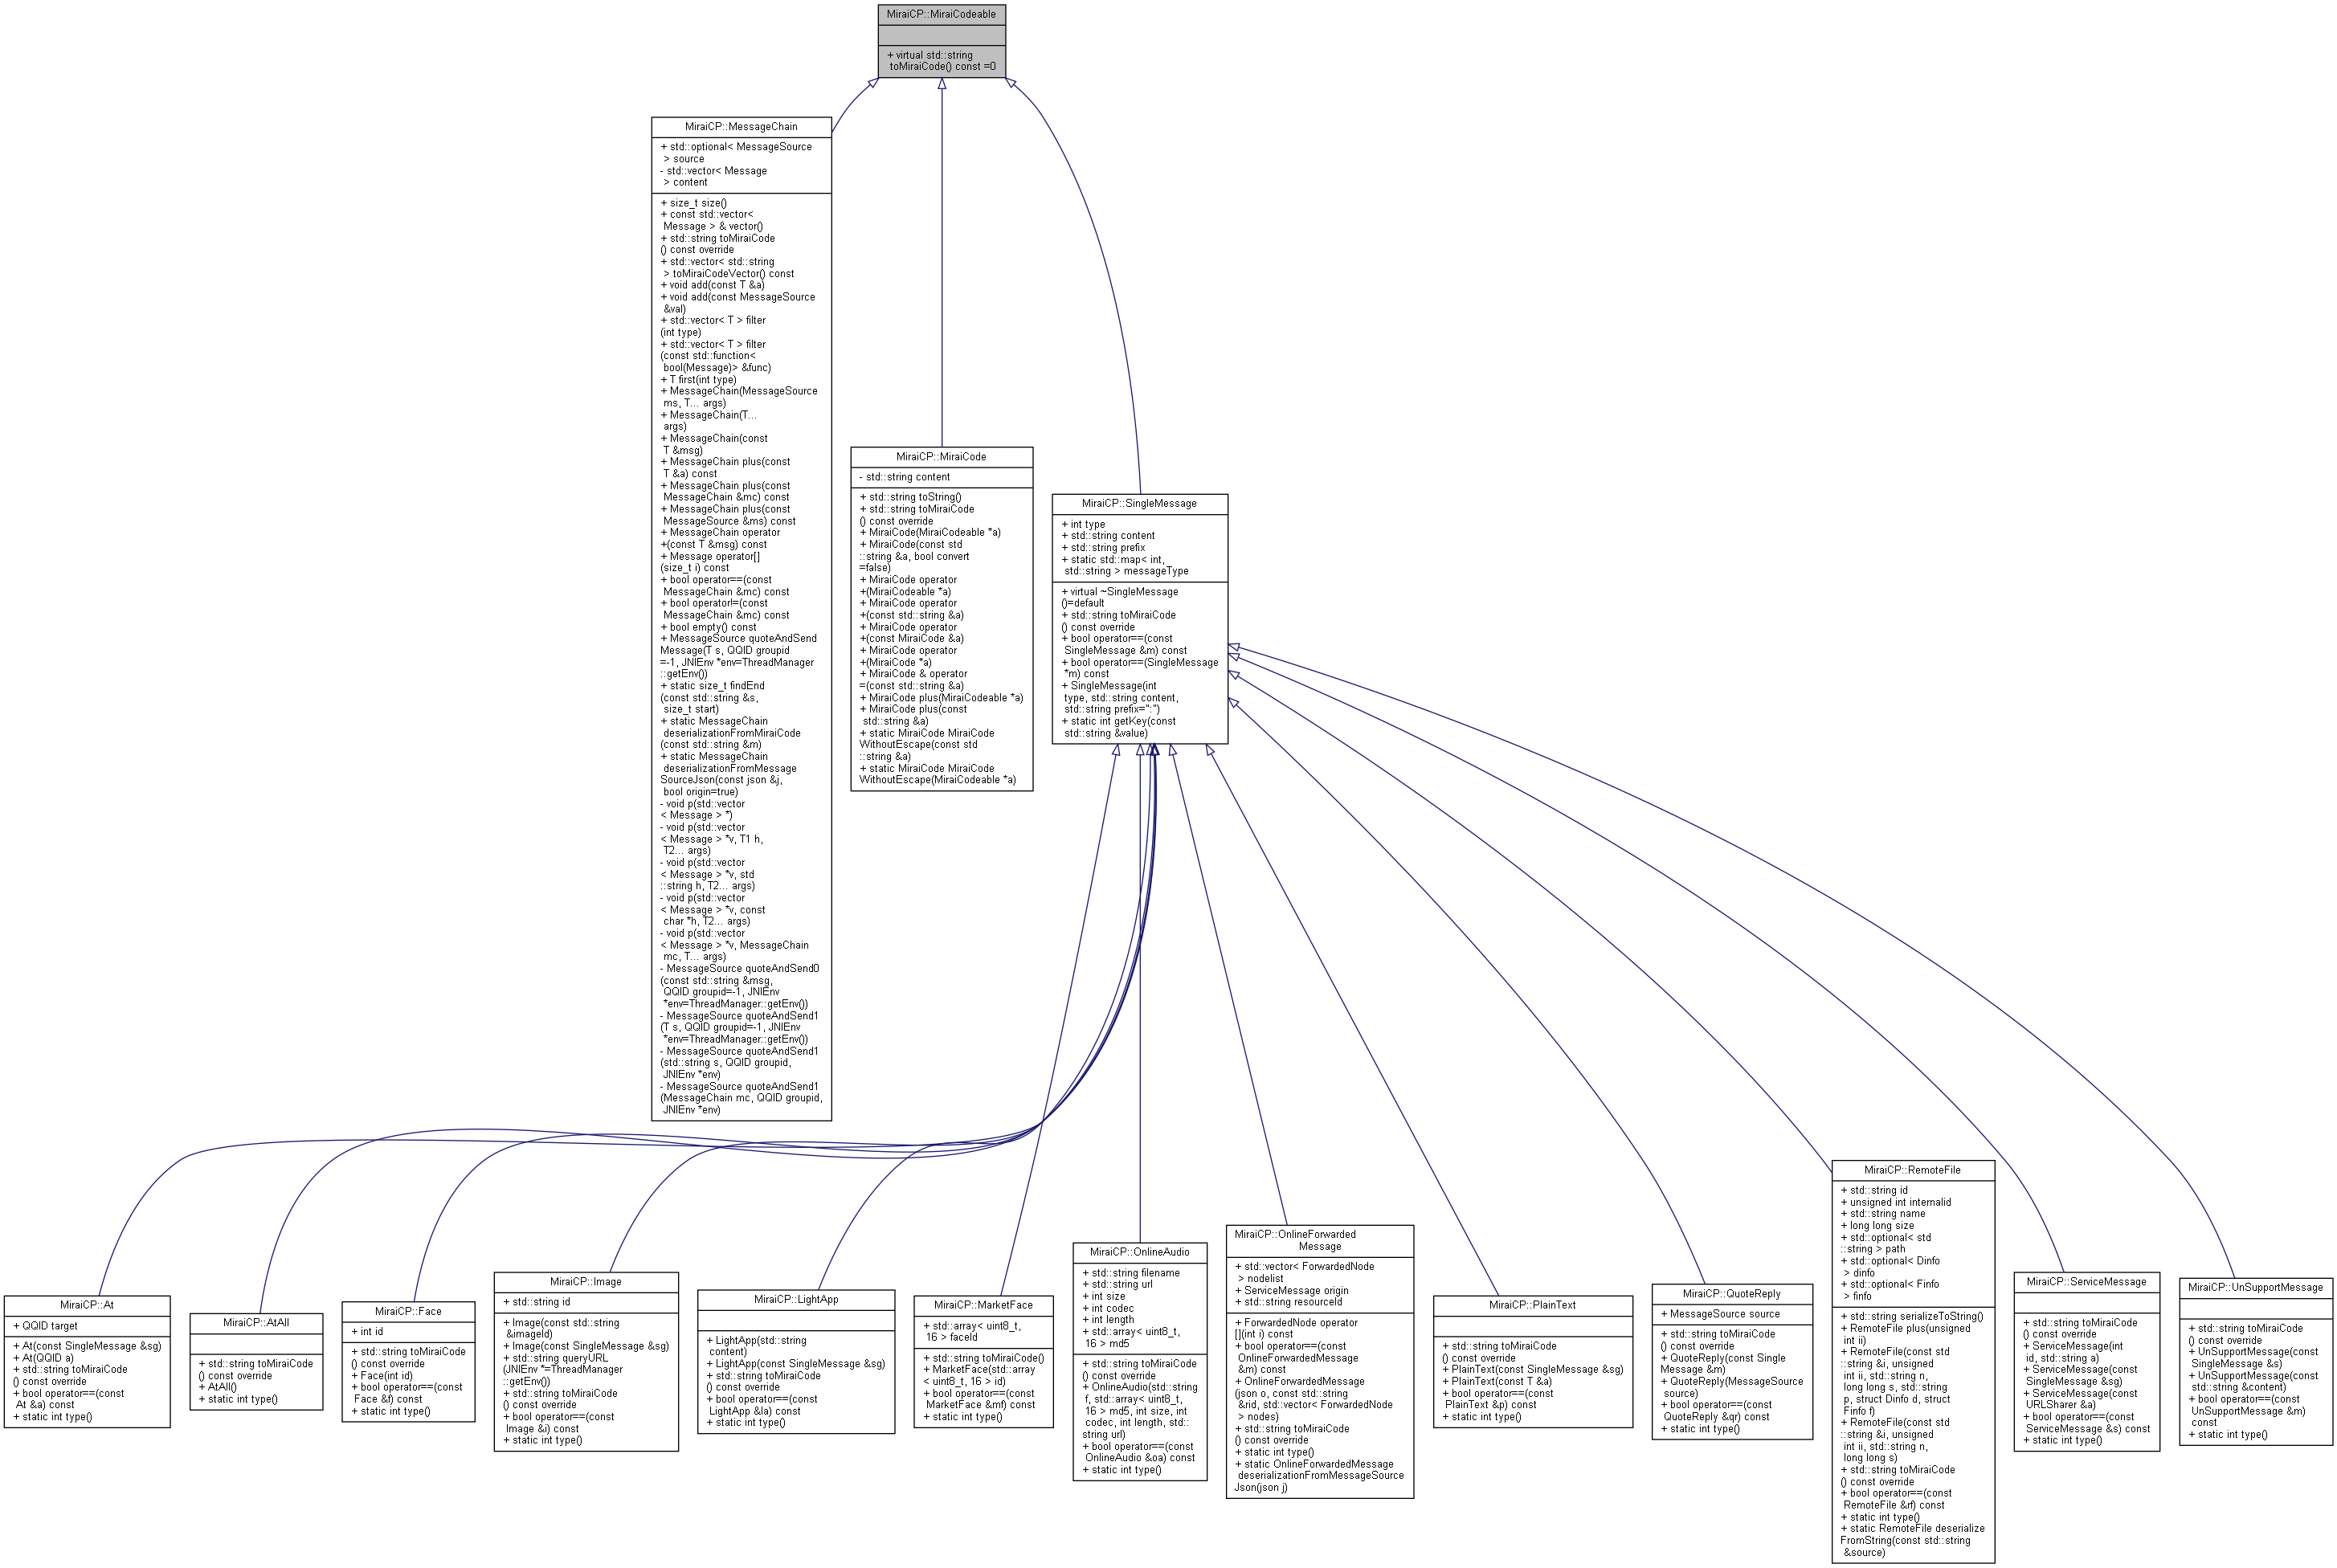 MiraiCP::MiraiCodeable
+ virtual std::string
toMiraiCode() const =0
MiraiCP::MessageChain
+ std::optional< MessageSource
> source
- std::vector< Message
> content
+ size_t size()
+ const std::vector<
Message > & vector()
+ std::string toMiraiCode
() const override
+ std::vector< std::string
> toMiraiCodeVector() const
+ void add(const T &a)
+ void add(const MessageSource
&val)
+ std::vector< T > filter
(int type)
+ std::vector< T > filter
(const std::function<
bool(Message)> &func)
+ T first(int type)
+ MessageChain(MessageSource
ms, T... args)
+ MessageChain(T...
args)
+ MessageChain(const
T &msg)
+ MessageChain plus(const
T &a) const
+ MessageChain plus(const
MessageChain &mc) const
+ MessageChain plus(const
MessageSource &ms) const
+ MessageChain operator
+(const T &msg) const
+ Message operator[]
(size_t i) const
+ bool operator==(const
MessageChain &mc) const
+ bool operator!=(const
MessageChain &mc) const
+ bool empty() const
+ MessageSource quoteAndSend
Message(T s, QQID groupid
=-1, JNIEnv *env=ThreadManager
::getEnv())
+ static size_t findEnd
(const std::string &s,
size_t start)
+ static MessageChain
deserializationFromMiraiCode
(const std::string &m)
+ static MessageChain
deserializationFromMessage
SourceJson(const json &j,
bool origin=true)
- void p(std::vector
< Message > *)
- void p(std::vector
< Message > *v, T1 h,
T2... args)
- void p(std::vector
< Message > *v, std
::string h, T2... args)
- void p(std::vector
< Message > *v, const
char *h, T2... args)
- void p(std::vector
< Message > *v, MessageChain
mc, T... args)
- MessageSource quoteAndSend0
(const std::string &msg,
QQID groupid=-1, JNIEnv
*env=ThreadManager::getEnv())
- MessageSource quoteAndSend1
(T s, QQID groupid=-1, JNIEnv
*env=ThreadManager::getEnv())
- MessageSource quoteAndSend1
(std::string s, QQID groupid,
JNIEnv *env)
- MessageSource quoteAndSend1
(MessageChain mc, QQID groupid,
JNIEnv *env)
MiraiCP::MiraiCode
- std::string content
+ std::string toString()
+ std::string toMiraiCode
() const override
+ MiraiCode(MiraiCodeable *a)
+ MiraiCode(const std
::string &a, bool convert
=false)
+ MiraiCode operator
+(MiraiCodeable *a)
+ MiraiCode operator
+(const std::string &a)
+ MiraiCode operator
+(const MiraiCode &a)
+ MiraiCode operator
+(MiraiCode *a)
+ MiraiCode & operator
=(const std::string &a)
+ MiraiCode plus(MiraiCodeable *a)
+ MiraiCode plus(const
std::string &a)
+ static MiraiCode MiraiCode
WithoutEscape(const std
::string &a)
+ static MiraiCode MiraiCode
WithoutEscape(MiraiCodeable *a)
MiraiCP::SingleMessage
+ int type
+ std::string content
+ std::string prefix
+ static std::map< int,
std::string > messageType
+ virtual ~SingleMessage
()=default
+ std::string toMiraiCode
() const override
+ bool operator==(const
SingleMessage &m) const
+ bool operator==(SingleMessage
*m) const
+ SingleMessage(int
type, std::string content,
std::string prefix=":")
+ static int getKey(const
std::string &value)
MiraiCP::At
+ QQID target
+ At(const SingleMessage &sg)
+ At(QQID a)
+ std::string toMiraiCode
() const override
+ bool operator==(const
At &a) const
+ static int type()
MiraiCP::AtAll
+ std::string toMiraiCode
() const override
+ AtAll()
+ static int type()
MiraiCP::Face
+ int id
+ std::string toMiraiCode
() const override
+ Face(int id)
+ bool operator==(const
Face &f) const
+ static int type()
MiraiCP::Image
+ std::string id
+ Image(const std::string
&imageId)
+ Image(const SingleMessage &sg)
+ std::string queryURL
(JNIEnv *=ThreadManager
::getEnv())
+ std::string toMiraiCode
() const override
+ bool operator==(const
Image &i) const
+ static int type()
MiraiCP::LightApp
+ LightApp(std::string
content)
+ LightApp(const SingleMessage &sg)
+ std::string toMiraiCode
() const override
+ bool operator==(const
LightApp &la) const
+ static int type()
MiraiCP::MarketFace
+ std::array< uint8_t,
16 > faceId
+ std::string toMiraiCode()
+ MarketFace(std::array
< uint8_t, 16 > id)
+ bool operator==(const
MarketFace &mf) const
+ static int type()
MiraiCP::OnlineAudio
+ std::string filename
+ std::string url
+ int size
+ int codec
+ int length
+ std::array< uint8_t,
16 > md5
+ std::string toMiraiCode
() const override
+ OnlineAudio(std::string
f, std::array< uint8_t,
16 > md5, int size, int
codec, int length, std::
string url)
+ bool operator==(const
OnlineAudio &oa) const
+ static int type()
MiraiCP::OnlineForwarded
Message
+ std::vector< ForwardedNode
> nodelist
+ ServiceMessage origin
+ std::string resourceId
+ ForwardedNode operator
[](int i) const
+ bool operator==(const
OnlineForwardedMessage
&m) const
+ OnlineForwardedMessage
(json o, const std::string
&rid, std::vector< ForwardedNode
> nodes)
+ std::string toMiraiCode
() const override
+ static int type()
+ static OnlineForwardedMessage
deserializationFromMessageSource
Json(json j)
MiraiCP::PlainText
+ std::string toMiraiCode
() const override
+ PlainText(const SingleMessage &sg)
+ PlainText(const T &a)
+ bool operator==(const
PlainText &p) const
+ static int type()
MiraiCP::QuoteReply
+ MessageSource source
+ std::string toMiraiCode
() const override
+ QuoteReply(const Single
Message &m)
+ QuoteReply(MessageSource
source)
+ bool operator==(const
QuoteReply &qr) const
+ static int type()
MiraiCP::RemoteFile
+ std::string id
+ unsigned int internalid
+ std::string name
+ long long size
+ std::optional< std
::string > path
+ std::optional< Dinfo
> dinfo
+ std::optional< Finfo
> finfo
+ std::string serializeToString()
+ RemoteFile plus(unsigned
int ii)
+ RemoteFile(const std
::string &i, unsigned
int ii, std::string n,
long long s, std::string
p, struct Dinfo d, struct
Finfo f)
+ RemoteFile(const std
::string &i, unsigned
int ii, std::string n,
long long s)
+ std::string toMiraiCode
() const override
+ bool operator==(const
RemoteFile &rf) const
+ static int type()
+ static RemoteFile deserialize
FromString(const std::string
&source)
MiraiCP::ServiceMessage
+ std::string toMiraiCode
() const override
+ ServiceMessage(int
id, std::string a)
+ ServiceMessage(const
SingleMessage &sg)
+ ServiceMessage(const
URLSharer &a)
+ bool operator==(const
ServiceMessage &s) const
+ static int type()
MiraiCP::UnSupportMessage
+ std::string toMiraiCode
() const override
+ UnSupportMessage(const
SingleMessage &s)
+ UnSupportMessage(const
std::string &content)
+ bool operator==(const
UnSupportMessage &m)
const
+ static int type()